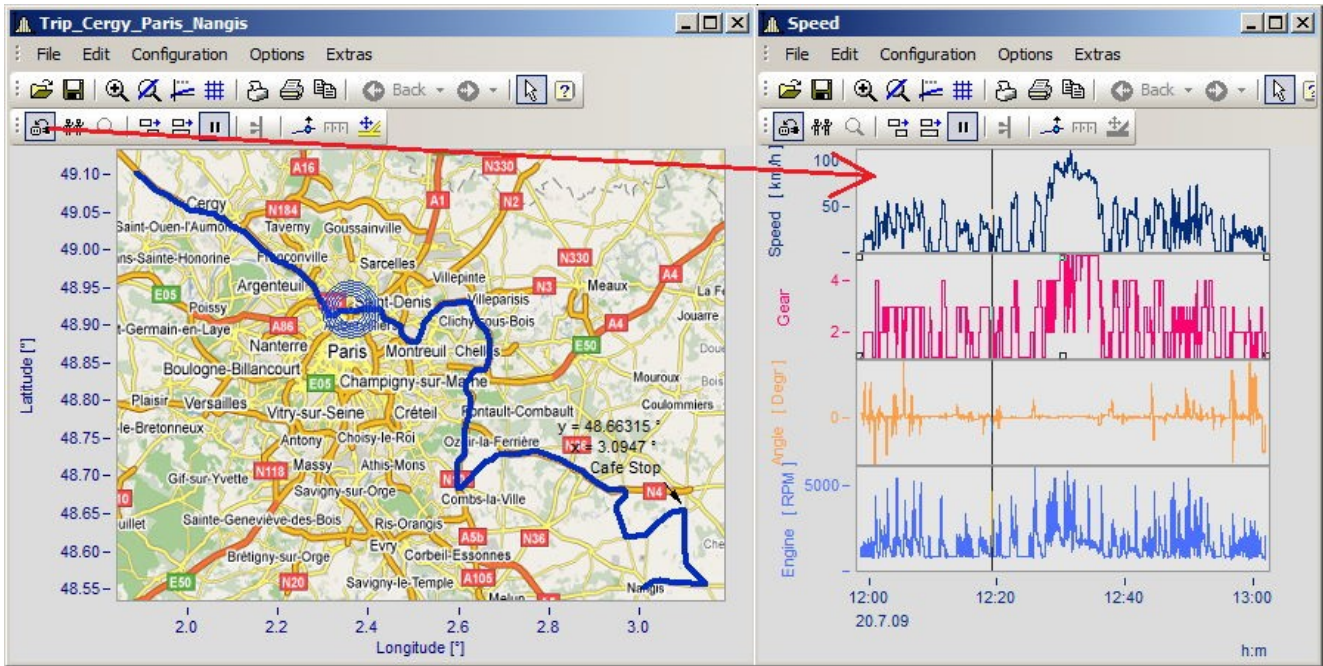 Trip_Cergy_Paris_Nangis
File Edit Configuration Options Extras
Back
49.10
49.05
49.00
48.95
48.90
48.85
48.80
48.75
48.70
48.65
48.60
48.55
Latitude [°]
2.0 2.2 2.4 2.6 2.8 3.0
Longitude [°]
A16
N330
A1
N2
Cergy
N184
Saint-Ouen-l'Aumône
Taverny
Goussainville
Sarcelles
Franconville
N330
A4
Villepinte
Argenteuil
N3
Meaux
E05
Poissy
Saint-Denis
Villeparisis
Jouarre
A86
Clichy-sous-Bois
A4
Nanterre
Paris
Montreuil
Chelles
E50
Boulogne-Billancourt
E05
Champigny-sur-Marne
Mouroux
Plaisir
Versailles
Vitry-sur-Seine
Créteil
Pontault-Combault
Coulommiers
y = 48.66315 °
x = 3.0947 °
Cafe Stop
Antony
Choisy-le-Roi
Ozoir-la-Ferrière
N118
Massy
Athis-Mons
Gif-sur-Yvette
Savigny-sur-Orge
Combs-la-Ville
N4
Sainte-Geneviève-des-Bois
Ris-Orangis
Evry
A5b
N36
Brétigny-sur-Orge
Corbeil-Essonnes
E50
N20
Savigny-le-Temple
A105
Nangis
Melun
Speed
File Edit Configuration Options Extras
Back
Speed [ km/h ]
100
50
Gear
4
2
Angle [ Degr ]
0
Engine [ RPM ]
5000
12:00 12:20 12:40 13:00
20.7.09
h:m